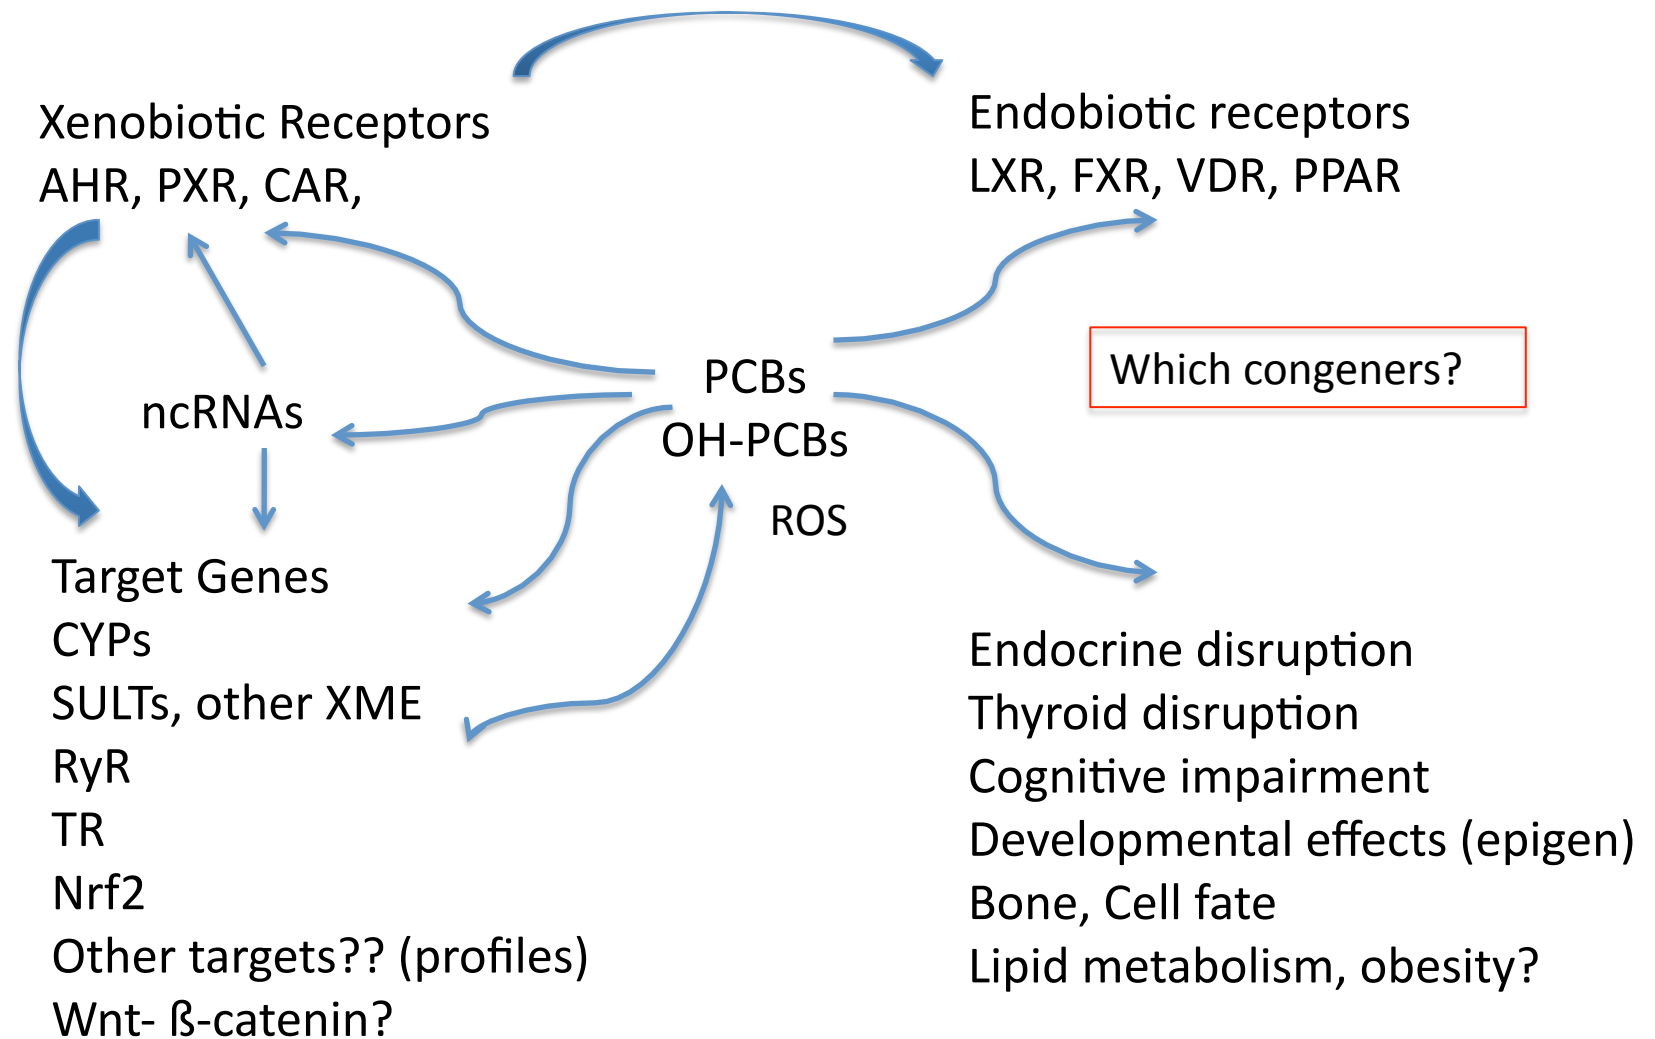 Xenobiotic Receptors
AHR, PXR, CAR,
Endobiotic receptors
LXR, FXR, VDR, PPAR
Which congeners?
PCBs
OH-PCBs
ROS
ncRNAs
Target Genes
CYPs
SULTs, other XME
RyR
TR
Nrf2
Other targets?? (profiles)
Wnt- ß-catenin?
Endocrine disruption
Thyroid disruption
Cognitive impairment
Developmental effects (epigen)
Bone, Cell fate
Lipid metabolism, obesity?